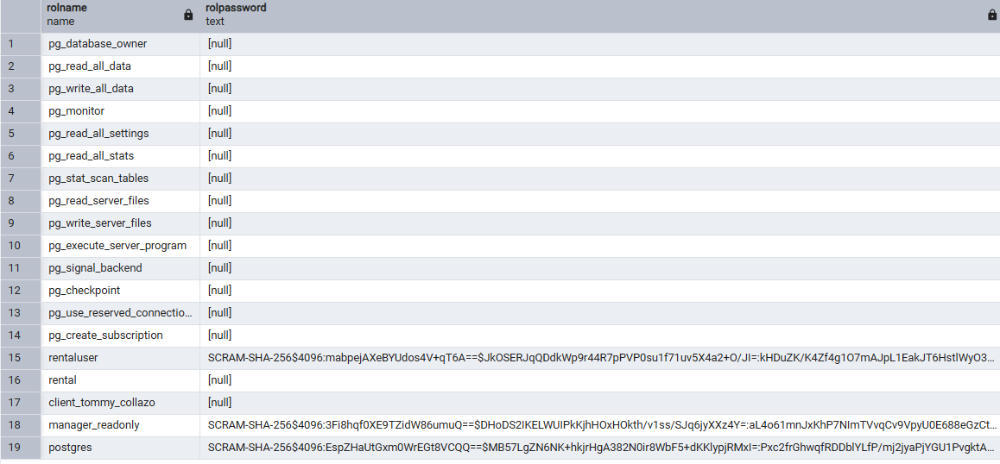 rolname rolpassword
name text
1 pg_database_owner [null]
2 pg_read_all_data [null]
3 pg_write_all_data [null]
4 pg_monitor [null]
5 pg_read_all_settings [null]
6 pg_read_all_stats [null]
7 pg_stat_scan_tables [null]
8 pg_read_server_files [null]
9 pg_write_server_files [null]
10 pg_execute_server_program [null]
11 pg_signal_backend [null]
12 pg_checkpoint [null]
13 pg_use_reserved_connectio... [null]
14 pg_create_subscription [null]
15 rentaluser SCRAM-SHA-256$4096:mabpejAXeBYUdos4V+qT6A==$JkOSERJqQDdkWp9r44R7pPVP0su1f71uv5X4a2+O/JI=:kHDuZK/K4Zf4g1O7mAJpL1EakJT6HstlWyO3...
16 rental [null]
17 client_tommy_collazo [null]
18 manager_readonly SCRAM-SHA-256$4096:3Fi8hqf0XE9TZidW86umuQ==$DHoDS2IKELWUIPkKjhHOxHOkth/v1ss/SJq6jyXXz4Y=:aL4o61mnJxKhP7NImTVvqCv9VpyU0E688eGzCt...
19 postgres SCRAM-SHA-256$4096:EspZHaUtGxm0WrEGt8VCQQ==$MB57LgZN6NK+hkjrHgA382N0ir8WbF5+dKKlypjRMxI=:Pxc2frGhwqfRDDblYLfP/mj2jyaPjYGU1PvgktA...